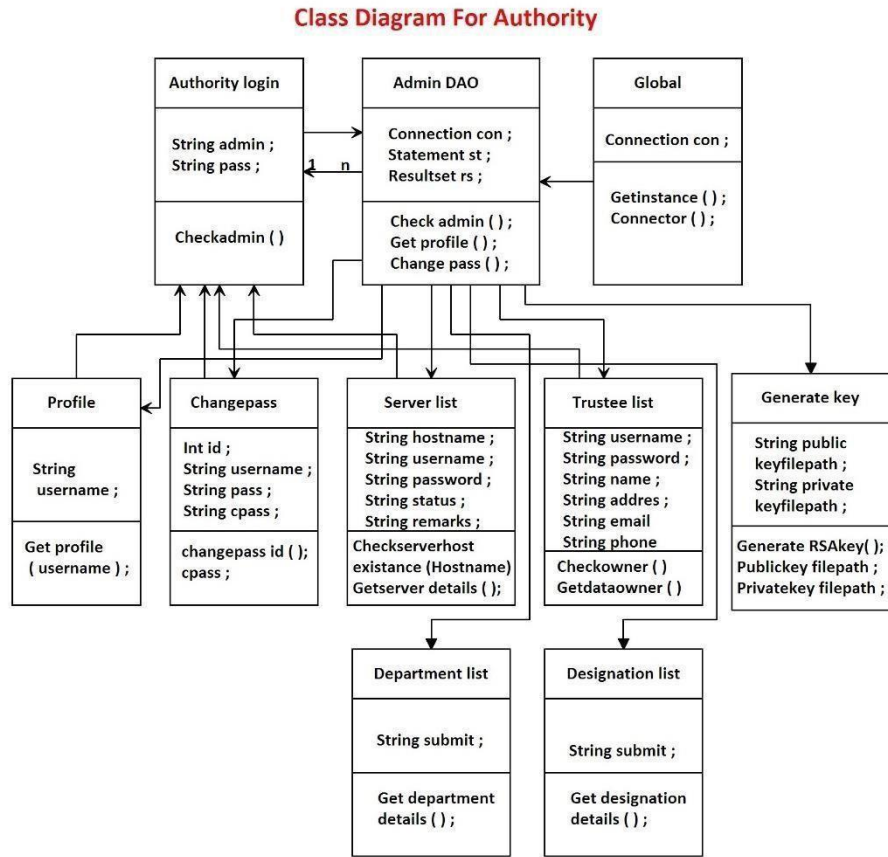 Class Diagram For Authority
Authority login
String admin ;
String pass ;
Checkadmin ( )
1 n
Admin DAO
Connection con ;
Statement st ;
Resultset rs ;
Check admin ( ) ;
Get profile ( ) ;
Change pass ( ) ;
Global
Connection con ;
Getinstance ( ) ;
Connector ( ) ;
Profile
String
username ;
Get profile
( username ) ;
Changepass
Int id ;
String username ;
String pass ;
String cpass ;
changepass id ( );
cpass ;
Server list
String hostname ;
String username ;
String password ;
String status ;
String remarks ;
Checkserverhost
existance (Hostname)
Getserver details ( );
Trustee list
String username ;
String password ;
String name ;
String addres ;
String email
String phone
Checkowner ( )
Getdataowner ( )
Generate key
String public
keyfilepath ;
String private
keyfilepath ;
Generate RSAkey( );
Publickey filepath ;
Privatekey filepath ;
Department list
String submit ;
Get department
details ( ) ;
Designation list
String submit ;
Get designation
details ( ) ;